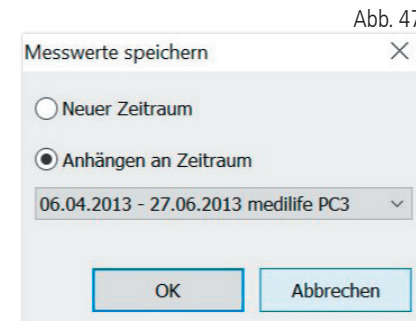 Abb. 47
Messwerte speichern
Neuer Zeitraum
Anhängen an Zeitraum
06.04.2013 - 27.06.2013 medilife PC3
OK Abbrechen